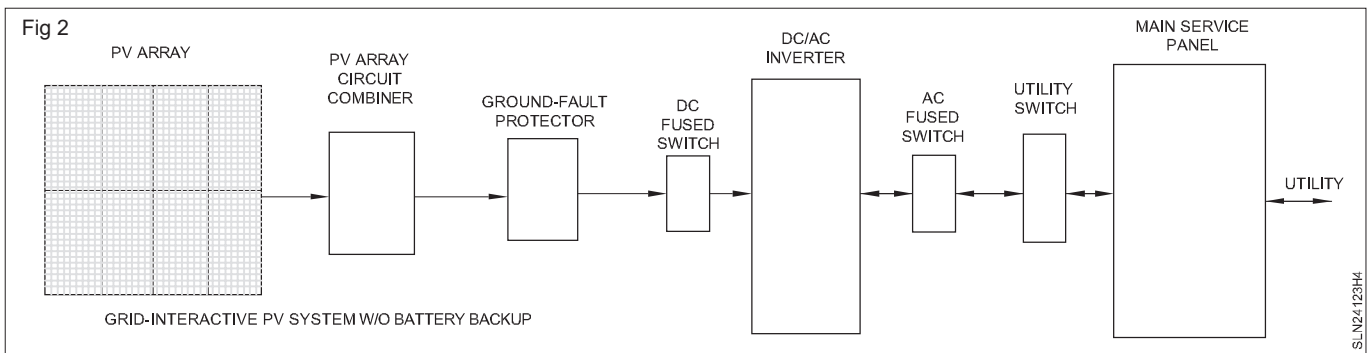 Fig 2
PV ARRAY
PV ARRAY
CIRCUIT
COMBINER
GROUND-FAULT
PROTECTOR
DC
FUSED
SWITCH
DC/AC
INVERTER
AC
FUSED
SWITCH
UTILITY
SWITCH
MAIN SERVICE
PANEL
UTILITY
GRID-INTERACTIVE PV SYSTEM W/O BATTERY BACKUP
SLN24123H4